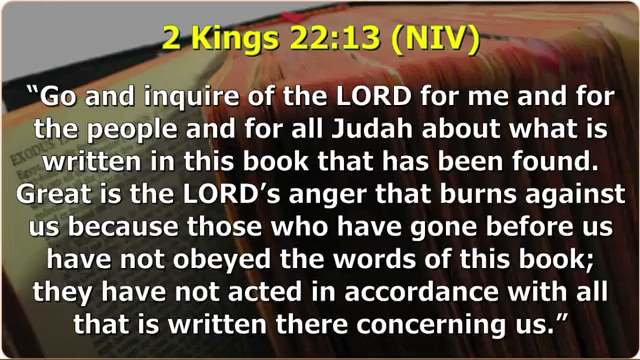 2 Kings 22:13 (NIV)
“Go and inquire of the LORD for me and for
the people and for all Judah about what is
written in this book that has been found.
Great is the LORD’s anger that burns against
us because those who have gone before us
have not obeyed the words of this book;
they have not acted in accordance with all
that is written there concerning us.”
EXODUS